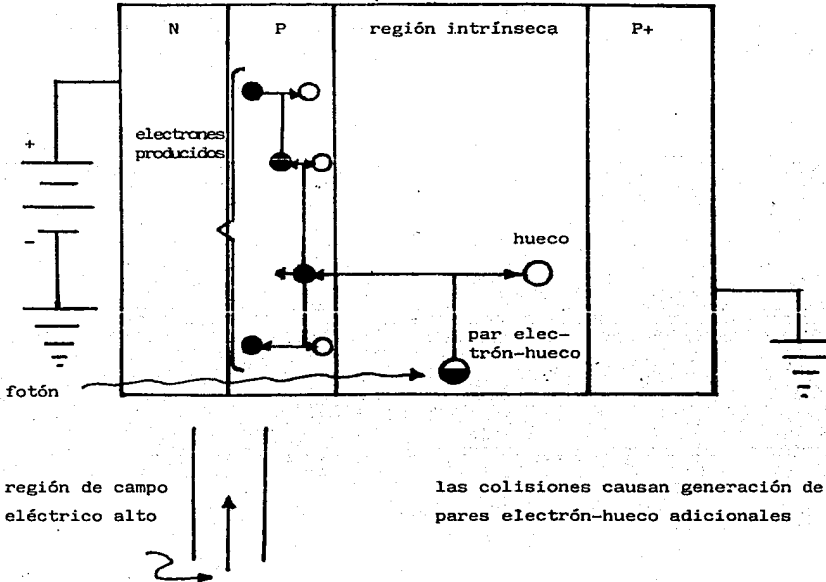 N
P
región intrínseca
P+
electrones
producidos
+
-
hueco
par elec-
trón-hueco
fotón
región de campo
eléctrico alto
las colisiones causan generación de
pares electrón-hueco adicionales